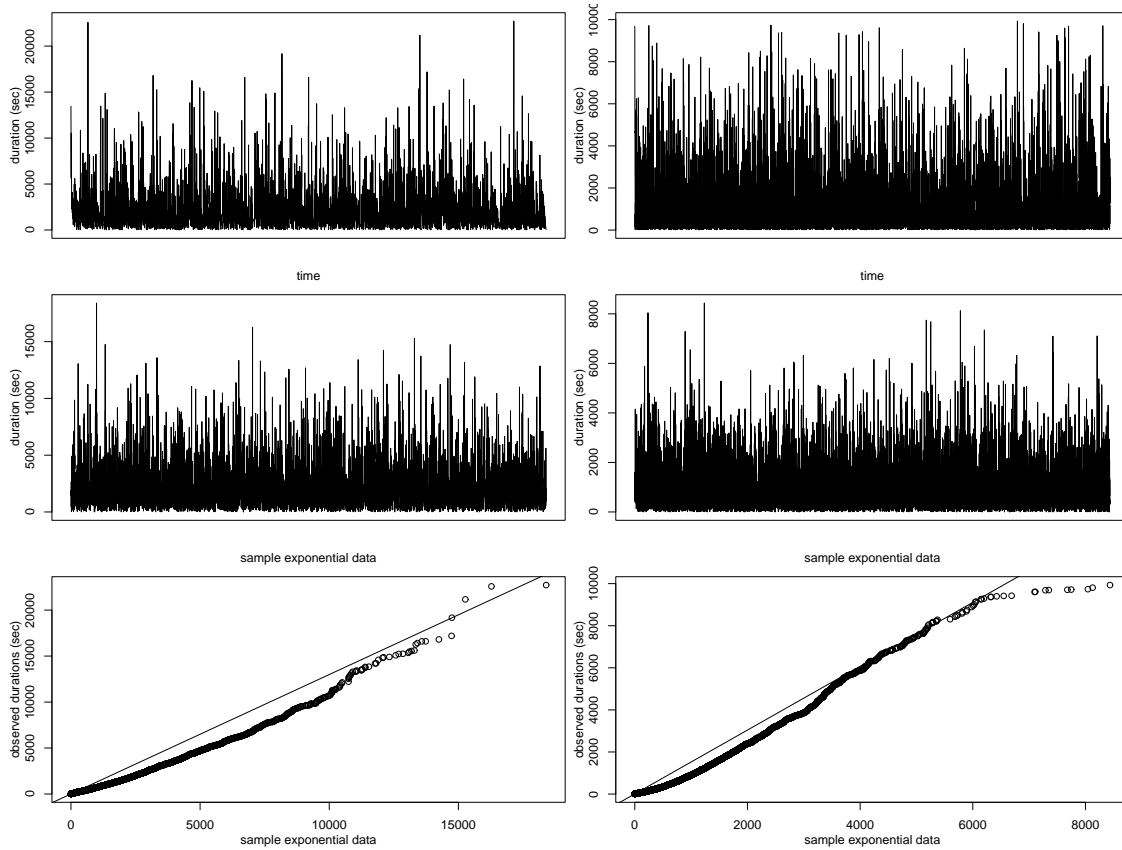 20000
15000
10000
5000
0
duration (sec)
time
10000
8000
6000
4000
2000
0
duration (sec)
time
15000
10000
5000
0
duration (sec)
sample exponential data
8000
6000
4000
2000
0
duration (sec)
sample exponential data
20000
15000
10000
5000
0
observed durations (sec)
0 5000 10000 15000
sample exponential data
10000
8000
6000
4000
2000
0
observed durations (sec)
0 2000 4000 6000 8000
sample exponential data